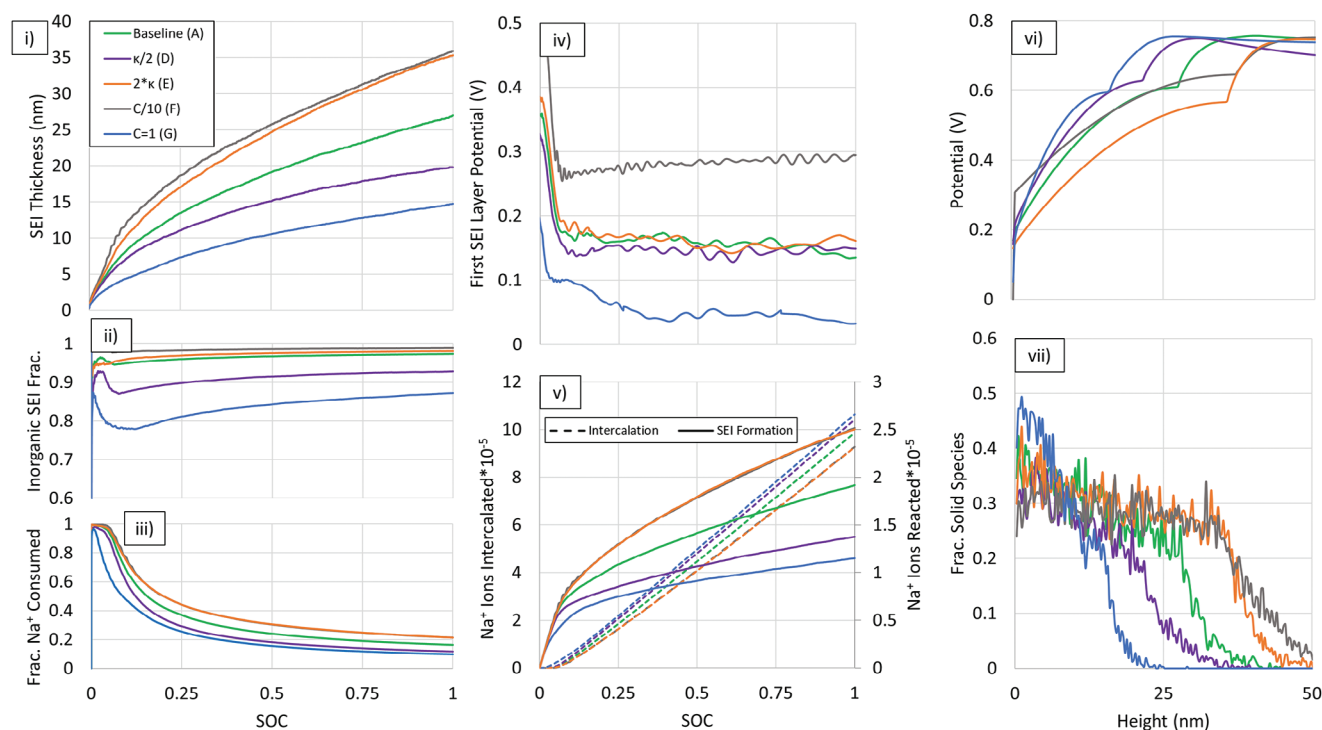 i)
SEI Thickness (nm)
40
35
30
25
20
15
10
5
0
Baseline (A)
κ/2 (D)
2*κ (E)
C/10 (F)
C=1 (G)
ii)
Inorganic SEI Frac.
1
0.9
0.8
0.7
0.6
iii)
Frac. Na⁺ Consumed
1
0.8
0.6
0.4
0.2
0
0 0.25 0.5 0.75 1
SOC
iv)
First SEI Layer Potential (V)
0.5
0.4
0.3
0.2
0.1
0
v)
Na⁺ Ions Intercalated*10⁻⁵
12
10
8
6
4
2
0
Intercalation SEI Formation
3
2.5
2
1.5
1
0.5
0
Na⁺ Ions Reacted*10⁻⁵
0 0.25 0.5 0.75 1
SOC
vi)
Potential (V)
0.8
0.6
0.4
0.2
0
vii)
Frac. Solid Species
0.6
0.5
0.4
0.3
0.2
0.1
0
0 25 50
Height (nm)